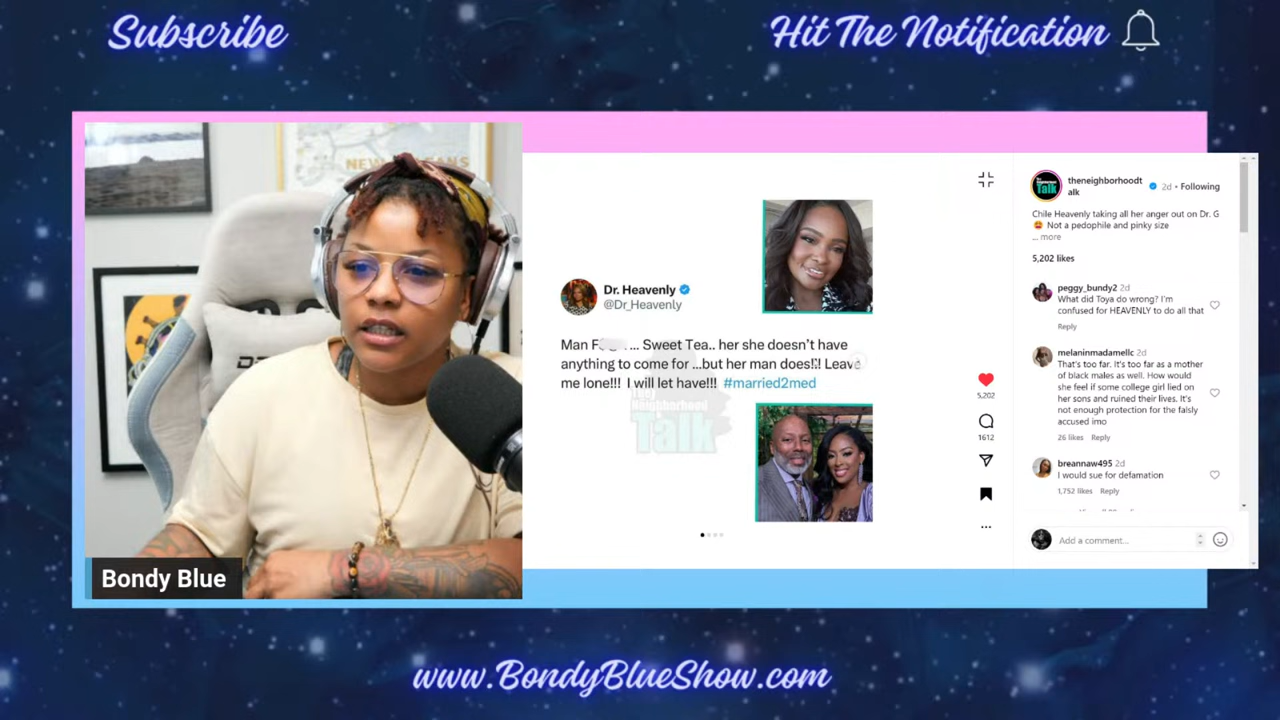 Subscribe
Hit The Notification
NEW ORLEANS
Bondy Blue
Dr. Heavenly
@Dr_Heavenly
Man F... Sweet Tea.. her she doesn't have
anything to come for ...but her man does!!! Leave
me lone!!! I will let have!!! #married2med
The
Neighborhood
Talk
5,202
1612
...
theneighborhoodt
alk
2d • Following
Chile Heavenly taking all her anger out on Dr. G
Not a pedophile and pinky size
... more
5,202 likes
peggy_bundy2 2d
What did Toya do wrong? I'm
confused for HEAVENLY to do all that
Reply
melaninmadamellc 2d
That's too far. It's too far as a mother
of black males as well. How would
she feel if some college girl lied on
her sons and ruined their lives. It's
not enough protection for the falsly
accused imo
26 likes Reply
breannaw495 2d
I would sue for defamation
1,752 likes Reply
Add a comment...
www.BondyBlueShow.com